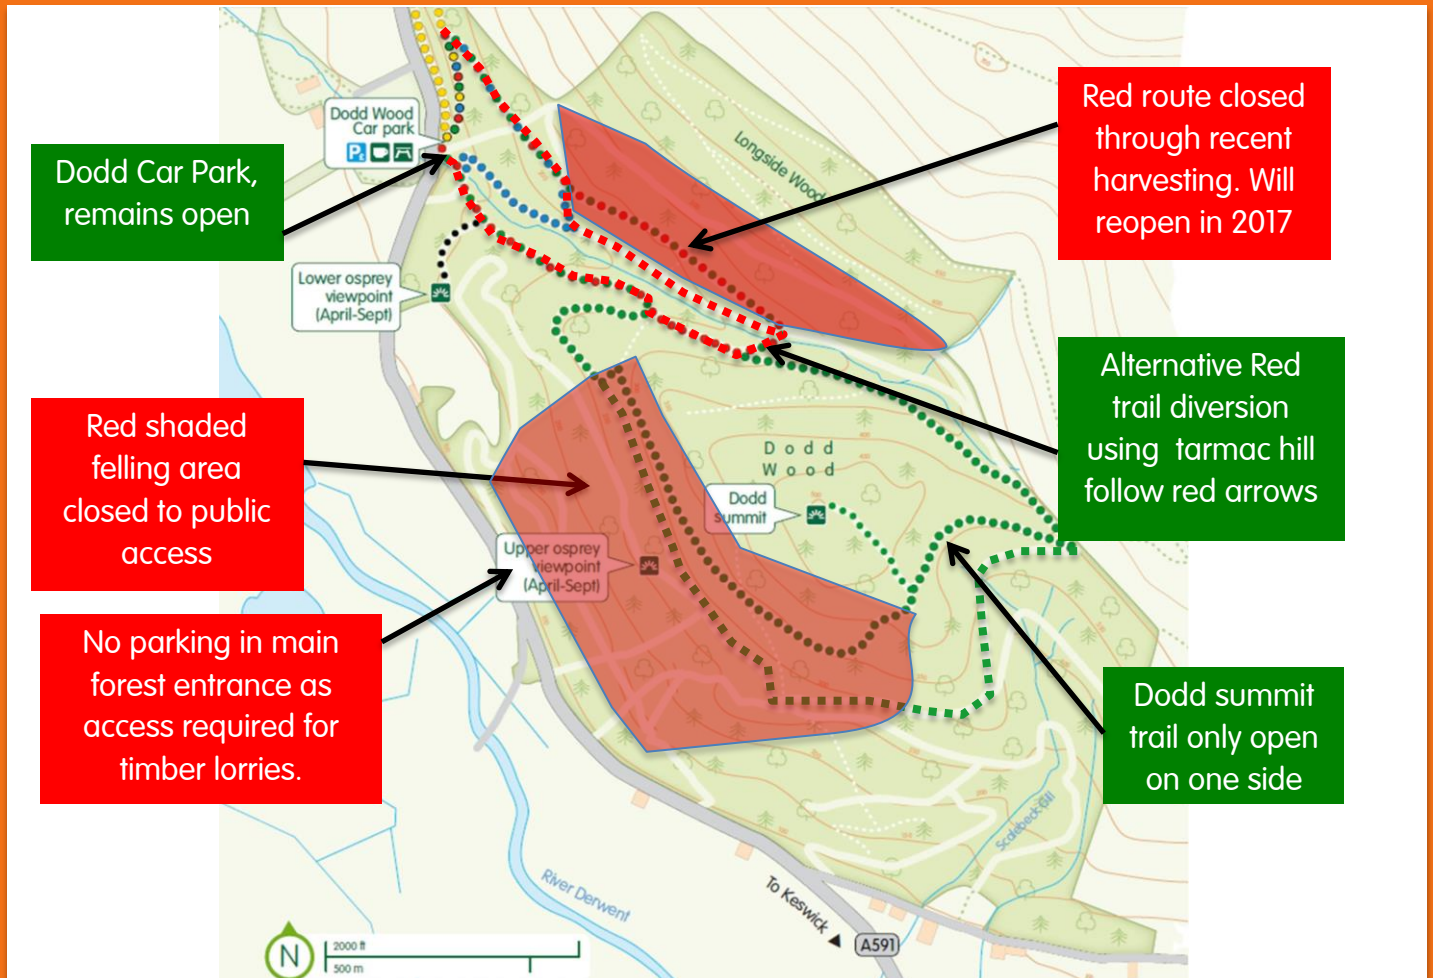 Dodd Wood
Car park
P£
Dodd Car Park,
remains open
Lower osprey
viewpoint
(April-Sept)
Longside Wood
Red route closed
through recent
harvesting. Will
reopen in 2017
Alternative Red
trail diversion
using tarmac hill
follow red arrows
Red shaded
felling area
closed to public
access
Dodd
Wood
Dodd
summit
Upper osprey
viewpoint
(April-Sept)
No parking in main
forest entrance as
access required for
timber lorries.
Dodd summit
trail only open
on one side
Scalebeck Gill
River Derwent
To Keswick
A591
N
2000 ft
500 m